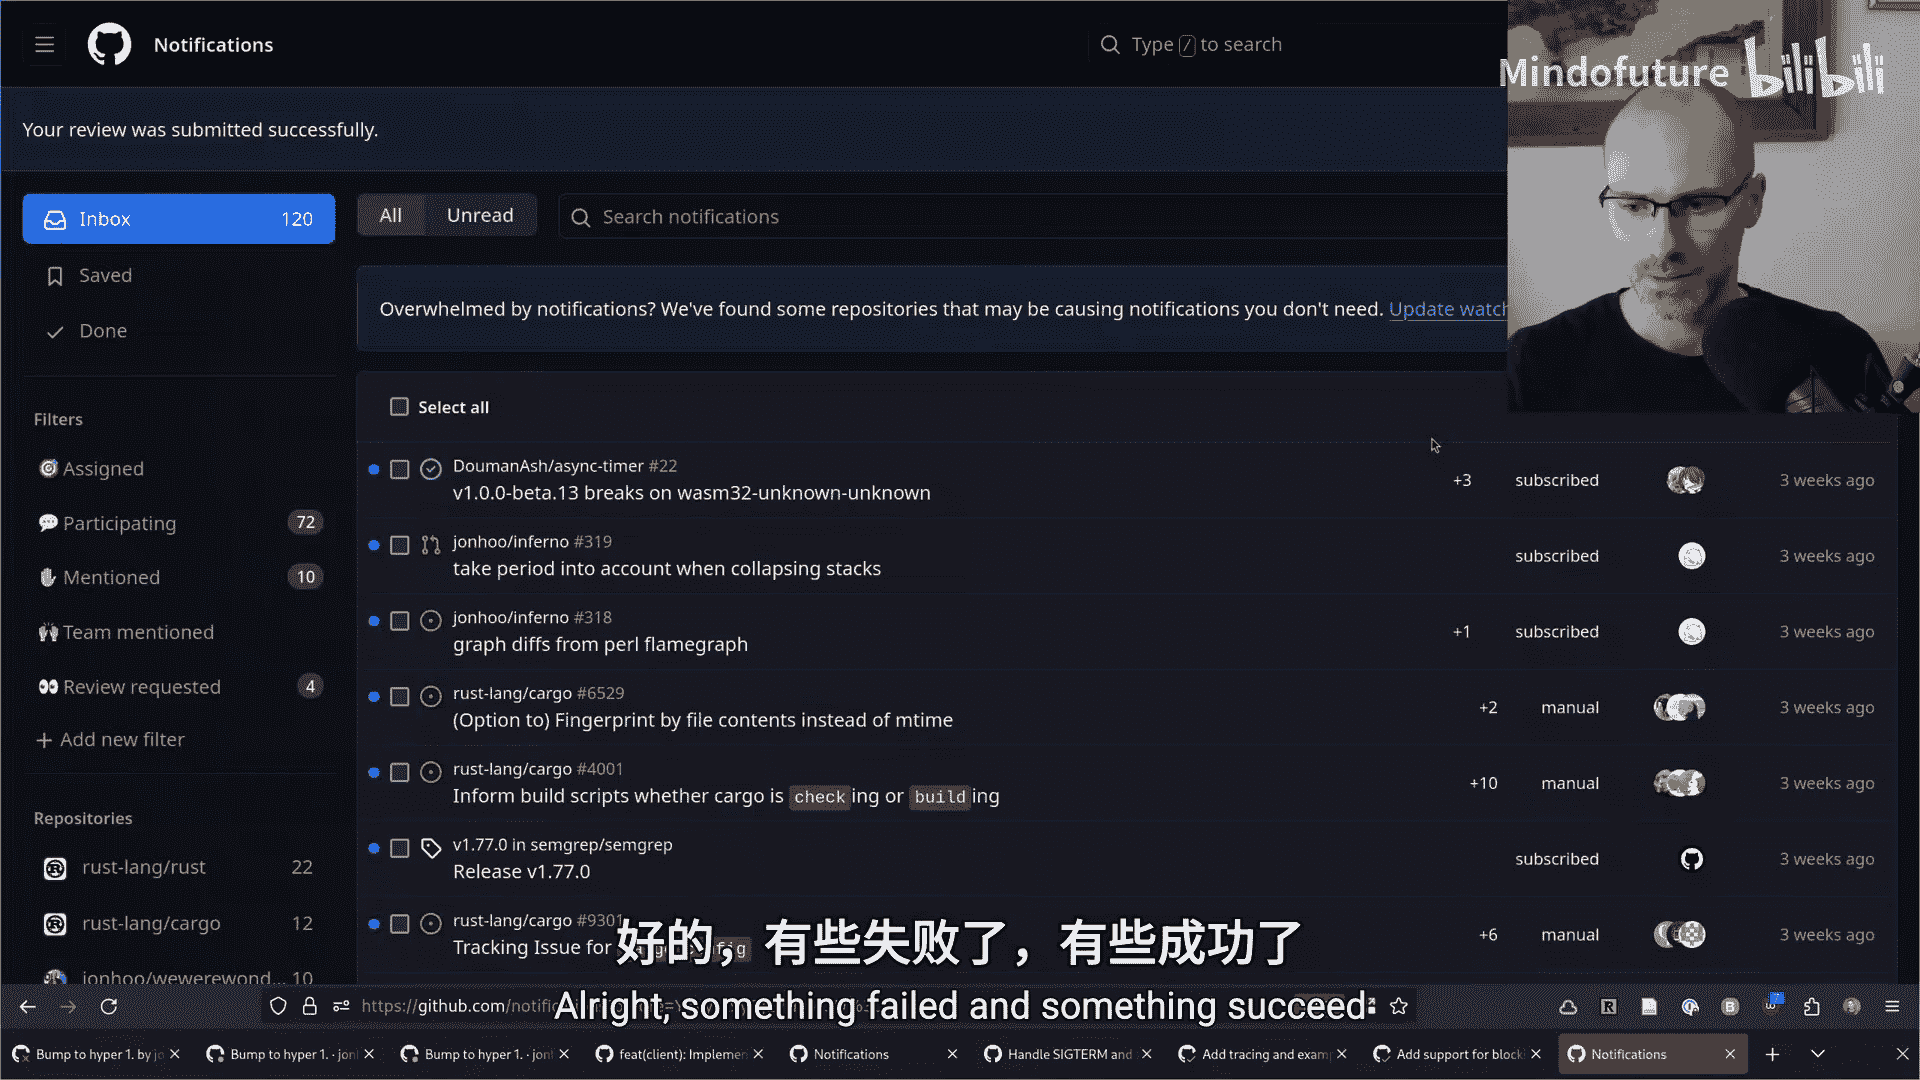 Notifications
Type / to search
Mindofuture bilibili
Your review was submitted successfully.
Inbox 120
All Unread
Search notifications
Saved
Done
Overwhelmed by notifications? We've found some repositories that may be causing notifications you don't need. Update watch
Select all
Filters
Assigned
Participating 72
Mentioned 10
Team mentioned
Review requested 4
Add new filter
Repositories
rust-lang/rust 22
rust-lang/cargo 12
jonhoo/wewerewond... 10
DoumanAsh/async-timer #22
v1.0.0-beta.13 breaks on wasm32-unknown-unknown
+3 subscribed 3 weeks ago
jonhoo/inferno #319
take period into account when collapsing stacks
subscribed 3 weeks ago
jonhoo/inferno #318
graph diffs from perl flamegraph
+1 subscribed 3 weeks ago
rust-lang/cargo #6529
(Option to) Fingerprint by file contents instead of mtime
+2 manual 3 weeks ago
rust-lang/cargo #4001
Inform build scripts whether cargo is checking or building
+10 manual 3 weeks ago
v1.77.0 in semgrep/semgrep
Release v1.77.0
subscribed 3 weeks ago
rust-lang/cargo #9301
Tracking Issue for
+6 manual 3 weeks ago
好的，有些失败了，有些成功了
Alright, something failed and something succeed
https://github.com/notific
Bump to hyper 1. by jo
Bump to hyper 1. · jon
Bump to hyper 1. · jon
feat(client): Implemen
Notifications
Handle SIGTERM and
Add tracing and exam
Add support for block
Notifications